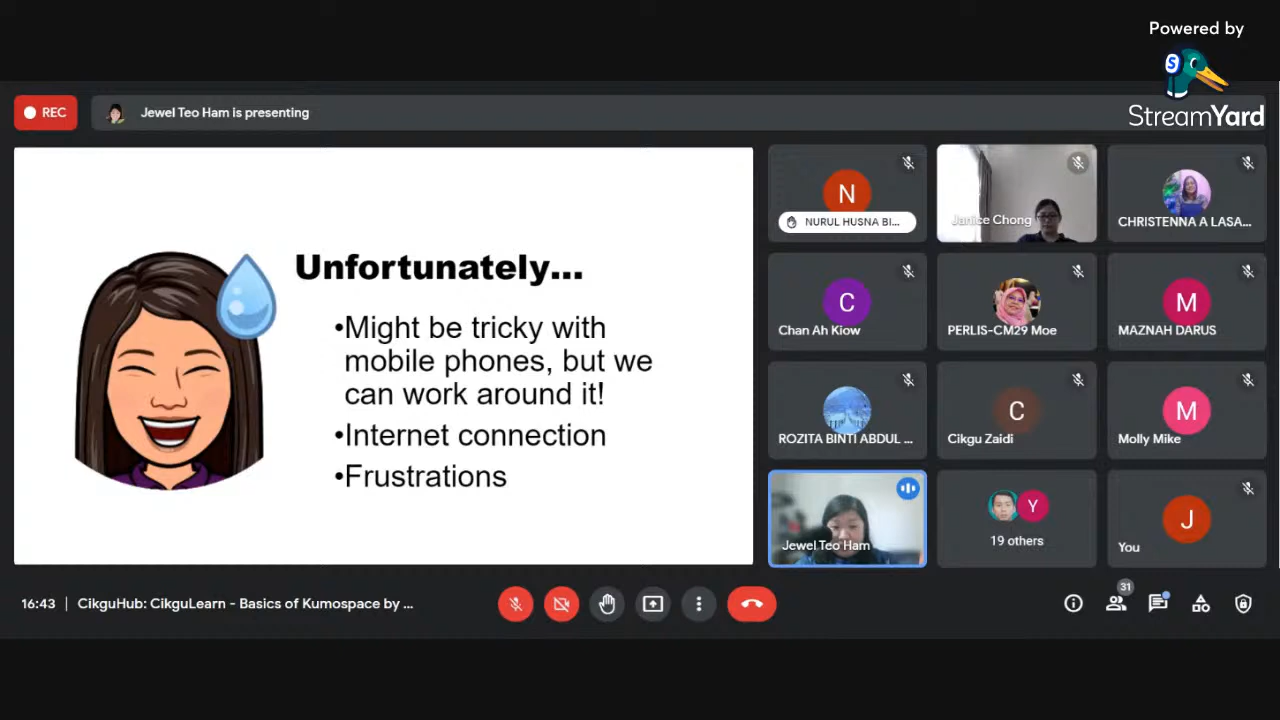 Powered by
S
StreamYard
REC
Jewel Teo Ham is presenting
Unfortunately...
•Might be tricky with
mobile phones, but we
can work around it!
•Internet connection
•Frustrations
N
NURUL HUSNA BI...
Janice Chong
CHRISTENNA A LASA...
C
Chan Ah Kiow
PERLIS-CM29 Moe
M
MAZNAH DARUS
ROZITA BINTI ABDUL ...
C
Cikgu Zaidi
M
Molly Mike
Jewel Teo Ham
Y
19 others
J
You
16:43 | CikguHub: CikguLearn - Basics of Kumospace by ...
31